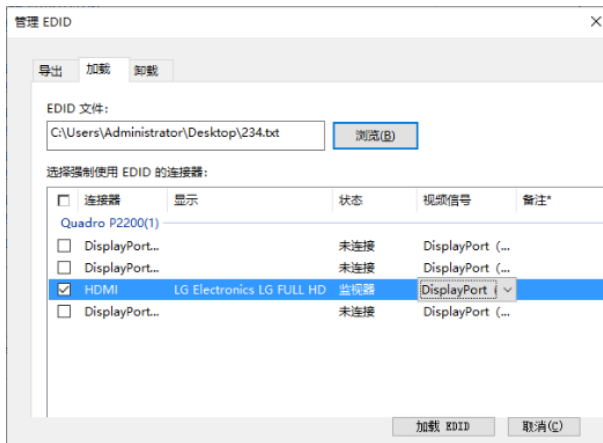 管理 EDID
导出 加载 卸载
EDID 文件:
C:\Users\Administrator\Desktop\234.txt 浏览(B)
选择强制使用 EDID 的连接器:
连接器 显示 状态 视频信号 备注*
Quadro P2200(1)
DisplayPort... 未连接 DisplayPort (...
DisplayPort... 未连接 DisplayPort (...
HDMI LG Electronics LG FULL HD 监视器 DisplayPort (
DisplayPort... 未连接 DisplayPort (...
加载 EDID 取消(C)